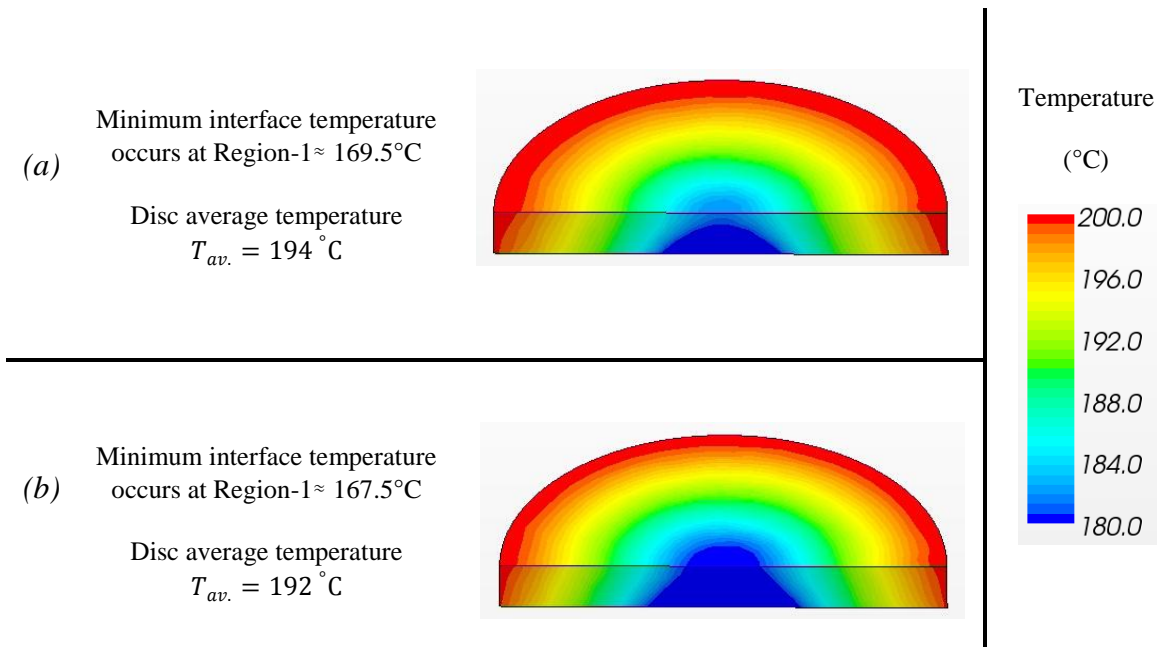 (a)
Minimum interface temperature
occurs at Region-1≈ 169.5°C
Disc average temperature
T_av. = 194 °C
(b)
Minimum interface temperature
occurs at Region-1≈ 167.5°C
Disc average temperature
T_av. = 192 °C
Temperature
(°C)
200.0
196.0
192.0
188.0
184.0
180.0